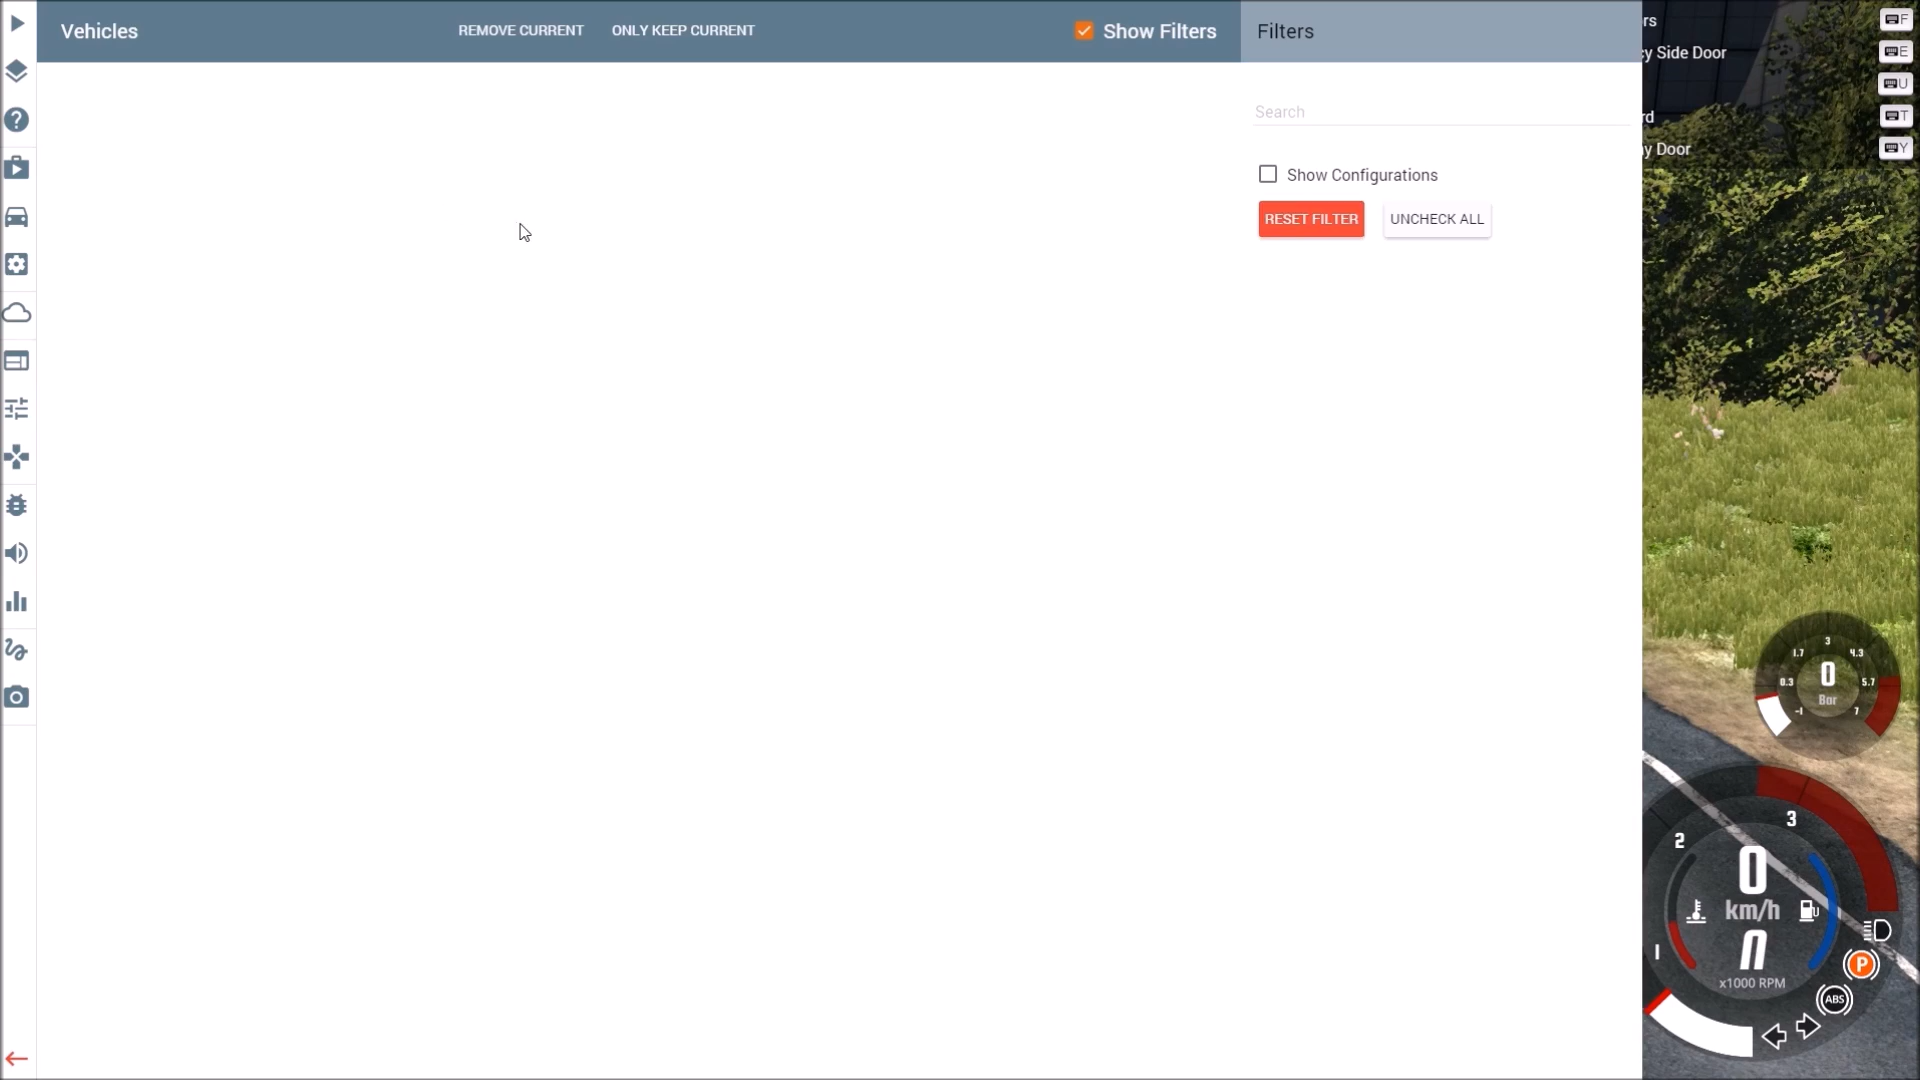 Vehicles
REMOVE CURRENT
ONLY KEEP CURRENT
Show Filters
Filters
Search
Show Configurations
RESET FILTER
UNCHECK ALL
rs
F
y Side Door
E
U
rd
T
y Door
Y
3
1.7
4.3
0.3
0
5.7
Bar
-1
7
3
2
0
km/h
1
n
x1000 RPM
P
ABS